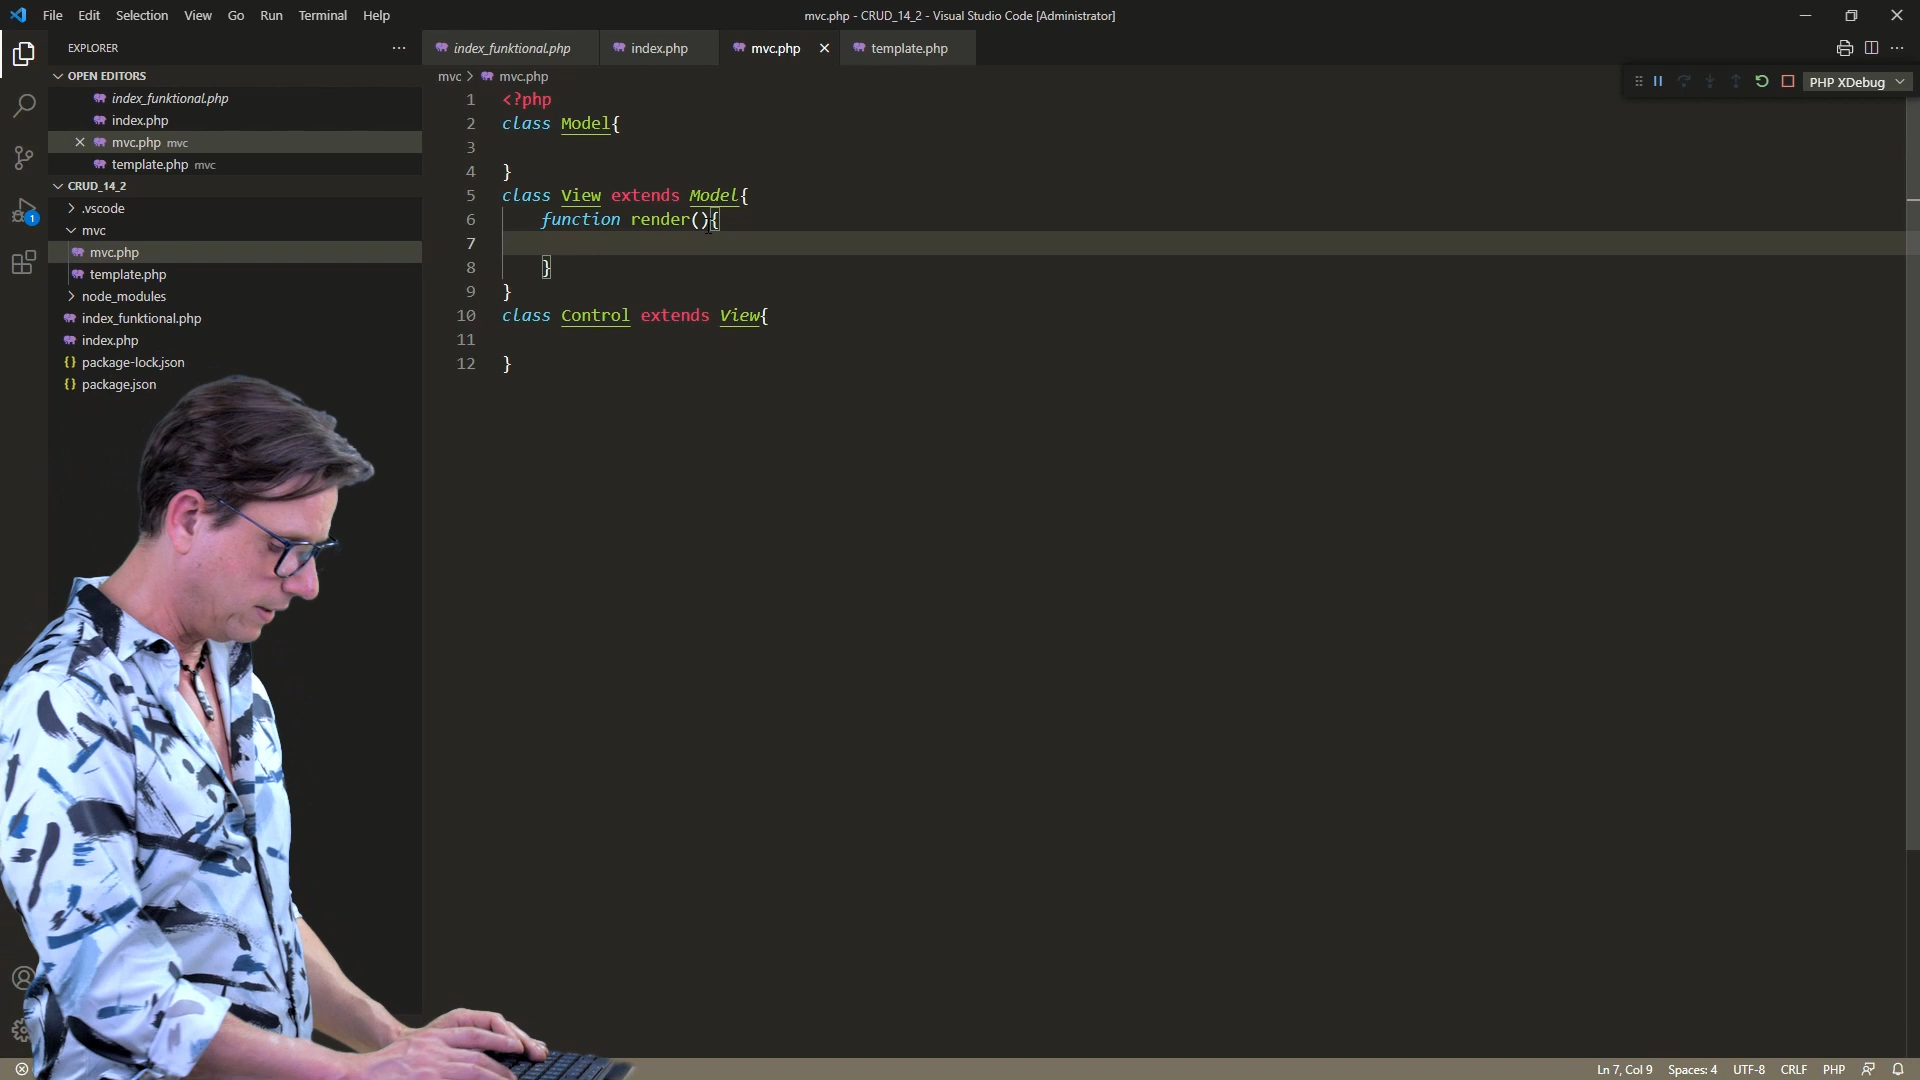 File Edit Selection View Go Run Terminal Help
mvc.php - CRUD_14_2 - Visual Studio Code [Administrator]
EXPLORER
index_funktional.php
index.php
mvc.php
template.php
OPEN EDITORS
index_funktional.php
index.php
mvc.php mvc
template.php mvc
CRUD_14_2
.vscode
mvc
mvc.php
template.php
node_modules
index_funktional.php
index.php
{} package-lock.json
{} package.json
1
mvc > mvc.php
PHP XDebug
1 <?php
2 class Model{
3
4 }
5 class View extends Model{
6 function render(){
7
8 }
9 }
10 class Control extends View{
11
12 }
Ln 7, Col 9 Spaces: 4 UTF-8 CRLF PHP